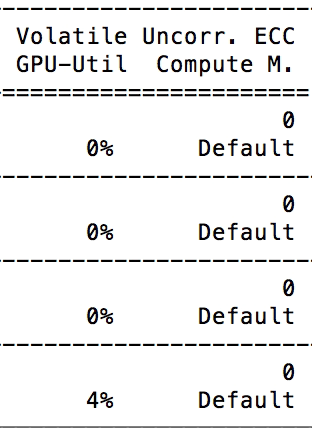 Volatile Uncorr. ECC
GPU-Util Compute M.
0
0% Default
0
0% Default
0
0% Default
0
4% Default